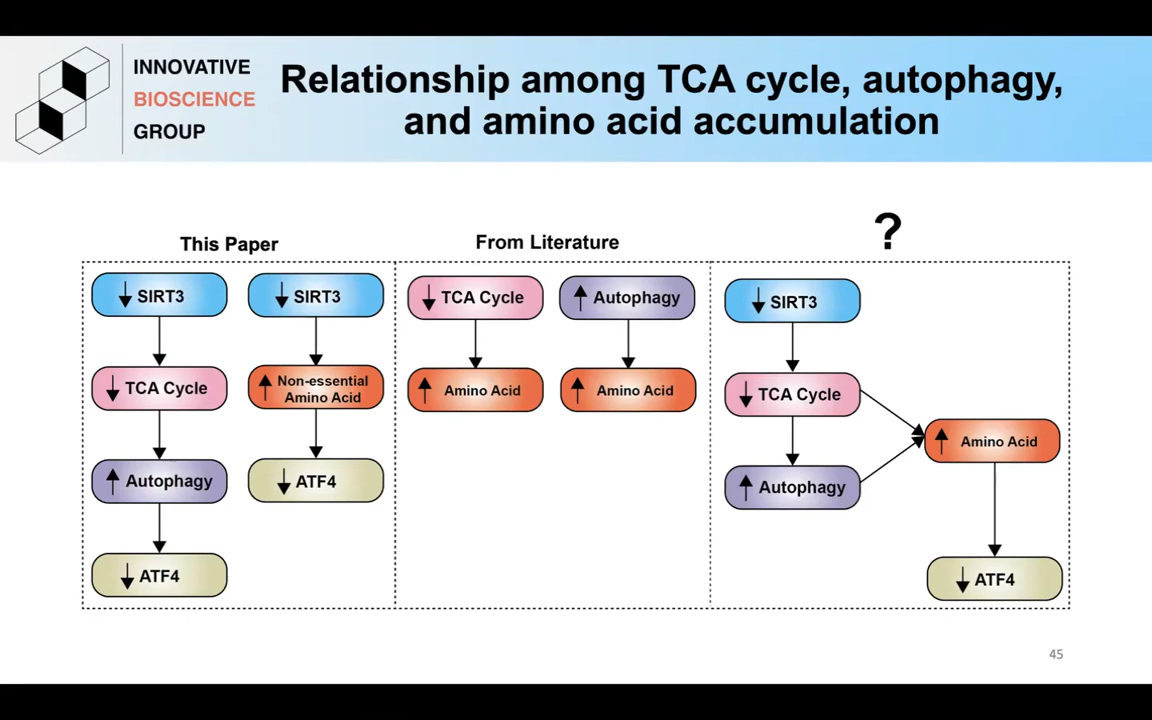 INNOVATIVE
BIOSCIENCE
GROUP
Relationship among TCA cycle, autophagy,
and amino acid accumulation
This Paper
SIRT3
TCA Cycle
Autophagy
ATF4
SIRT3
Non-essential
Amino Acid
ATF4
From Literature
TCA Cycle
Amino Acid
Autophagy
Amino Acid
?
SIRT3
TCA Cycle
Autophagy
Amino Acid
ATF4
45